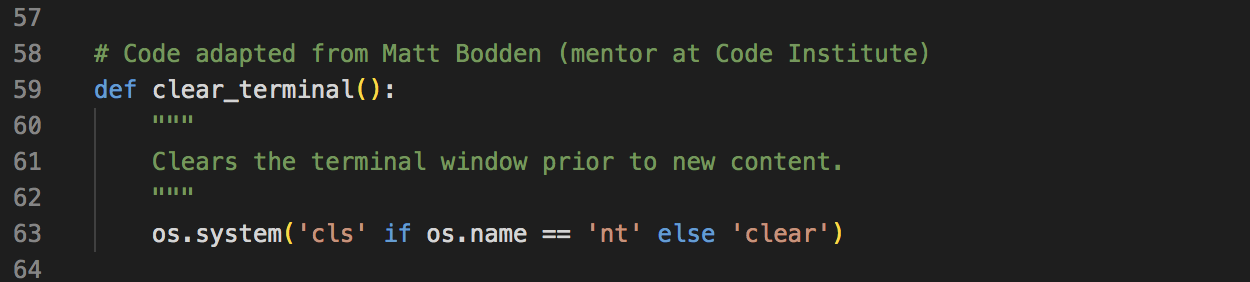 57
58 # Code adapted from Matt Bodden (mentor at Code Institute)
59 def clear_terminal():
60     """
61     Clears the terminal window prior to new content.
62     """
63     os.system('cls' if os.name == 'nt' else 'clear')
64